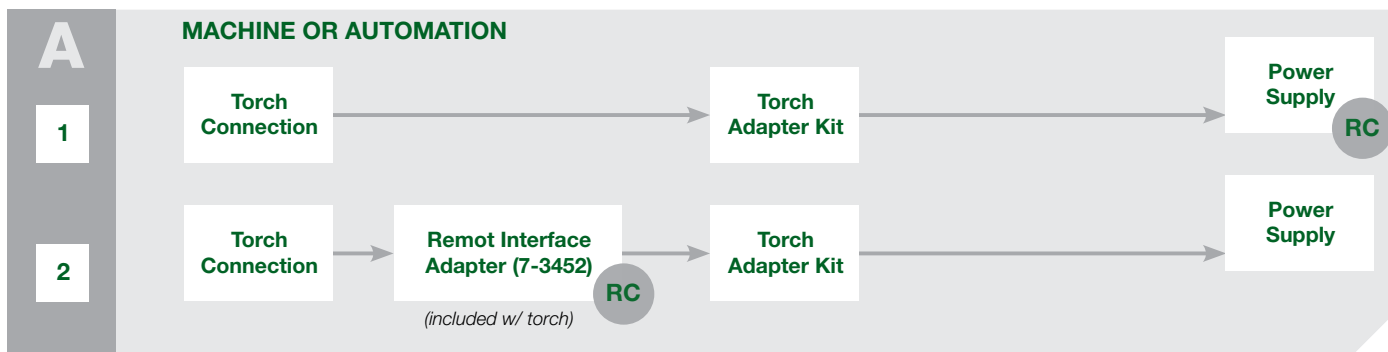 A
MACHINE OR AUTOMATION
1
Torch
Connection
Torch
Adapter Kit
Power
Supply
RC
2
Torch
Connection
Remot Interface
Adapter (7-3452)
RC
(included w/ torch)
Torch
Adapter Kit
Power
Supply